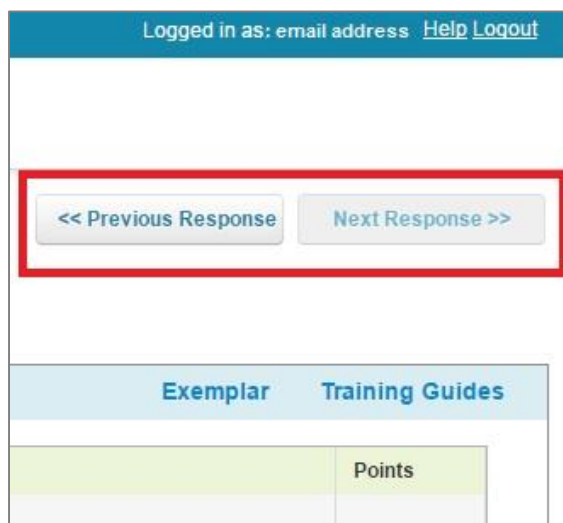 Logged in as: email address Help Logout
<< Previous Response Next Response >>
Exemplar Training Guides
Points